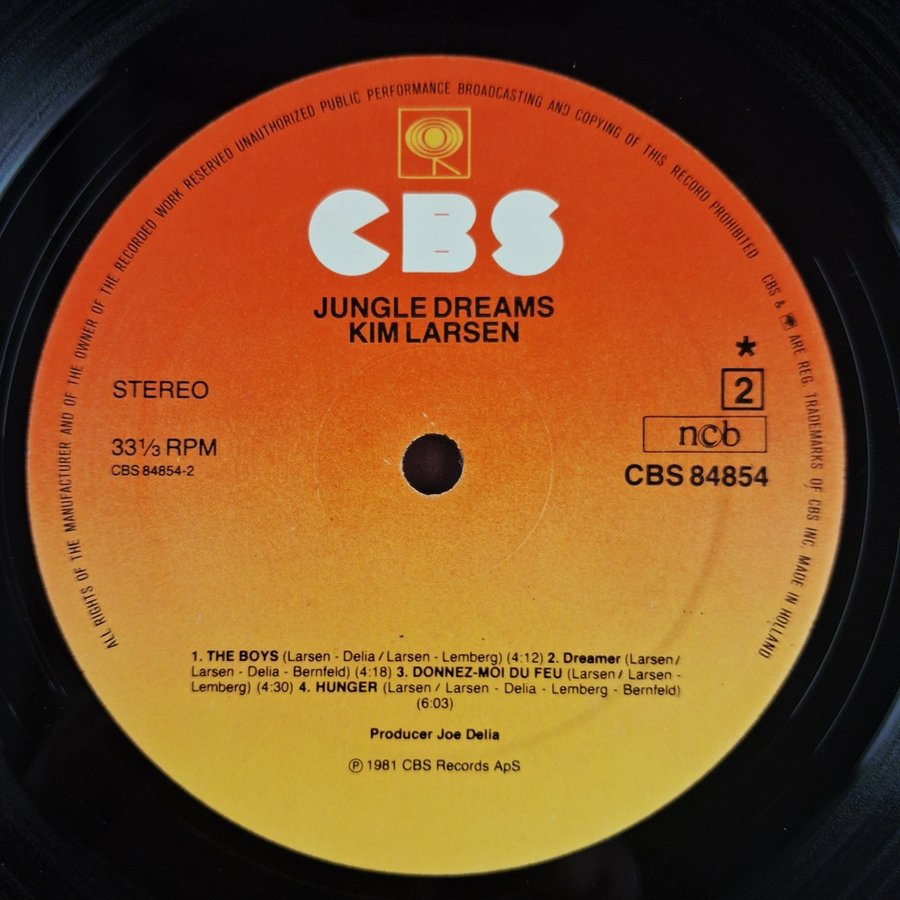 ALL RIGHTS OF THE MANUFACTURER AND OF THE OWNER OF THE RECORDED WORK RESERVED UNAUTHORIZED PUBLIC PERFORMANCE BROADCASTING AND COPYING OF THIS RECORD PROHIBITED CBS & ARE REG. TRADEMARKS OF CBS INC. MADE IN HOLLAND
CBS
JUNGLE DREAMS
KIM LARSEN
*
STEREO
2
33 1/3 RPM
ncb
CBS 84854-2
CBS 84854
1. THE BOYS (Larsen - Delia / Larsen - Lemberg) (4:12) 2. Dreamer (Larsen /
Larsen - Delia - Bernfeld) (4:18) 3. DONNEZ-MOI DU FEU (Larsen / Larsen -
Lemberg) (4:30) 4. HUNGER (Larsen / Larsen - Delia - Lemberg - Bernfeld)
(6:03)
Producer Joe Delia
℗ 1981 CBS Records ApS